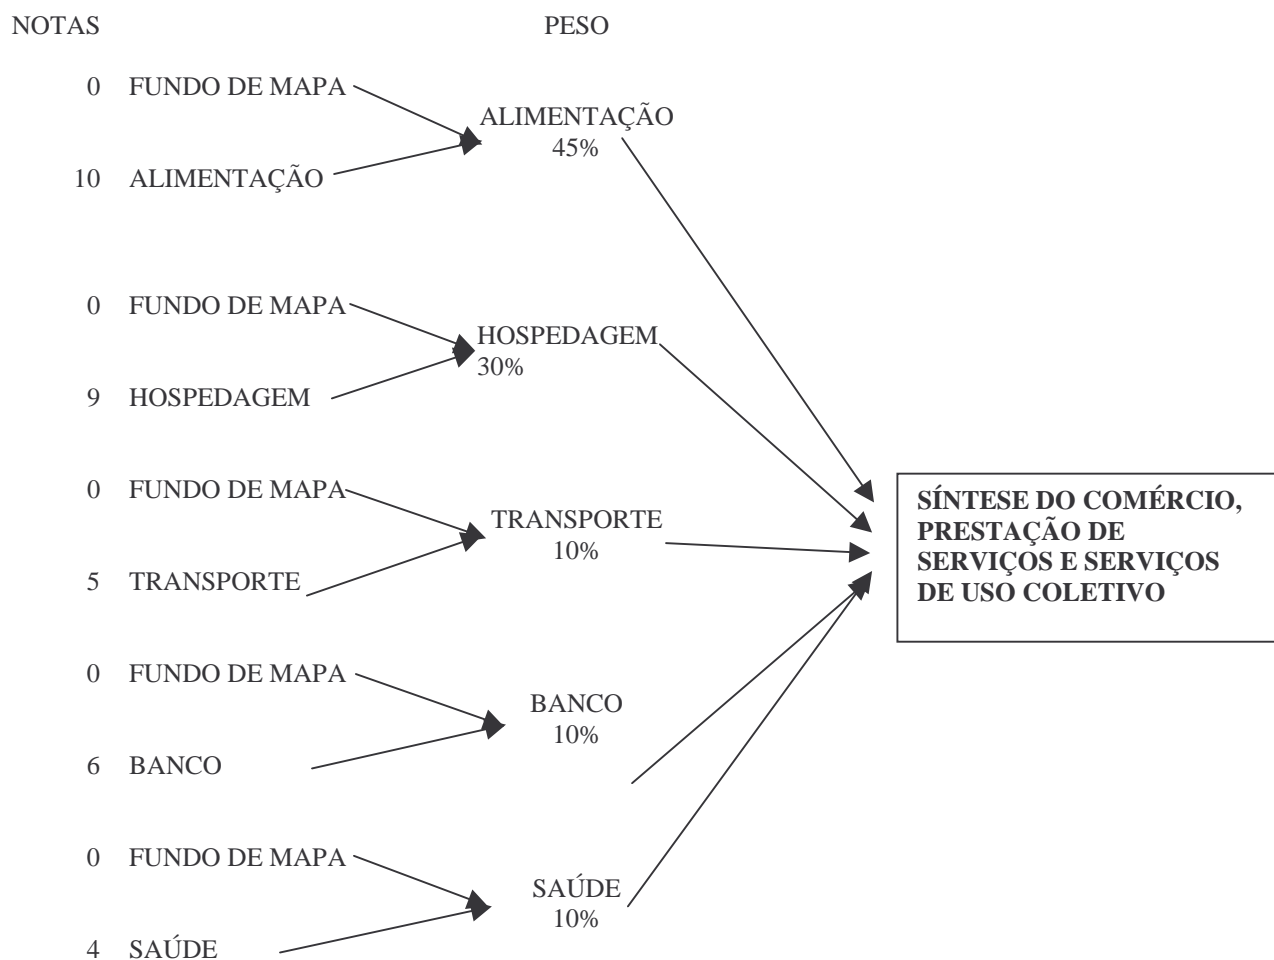 NOTAS PESO
0 FUNDO DE MAPA
ALIMENTAÇÃO
45%
10 ALIMENTAÇÃO
0 FUNDO DE MAPA
HOSPEDAGEM
30%
9 HOSPEDAGEM
0 FUNDO DE MAPA
TRANSPORTE
10%
5 TRANSPORTE
0 FUNDO DE MAPA
BANCO
10%
6 BANCO
0 FUNDO DE MAPA
SAÚDE
10%
4 SAÚDE
SÍNTESE DO COMÉRCIO,
PRESTAÇÃO DE
SERVIÇOS E SERVIÇOS
DE USO COLETIVO